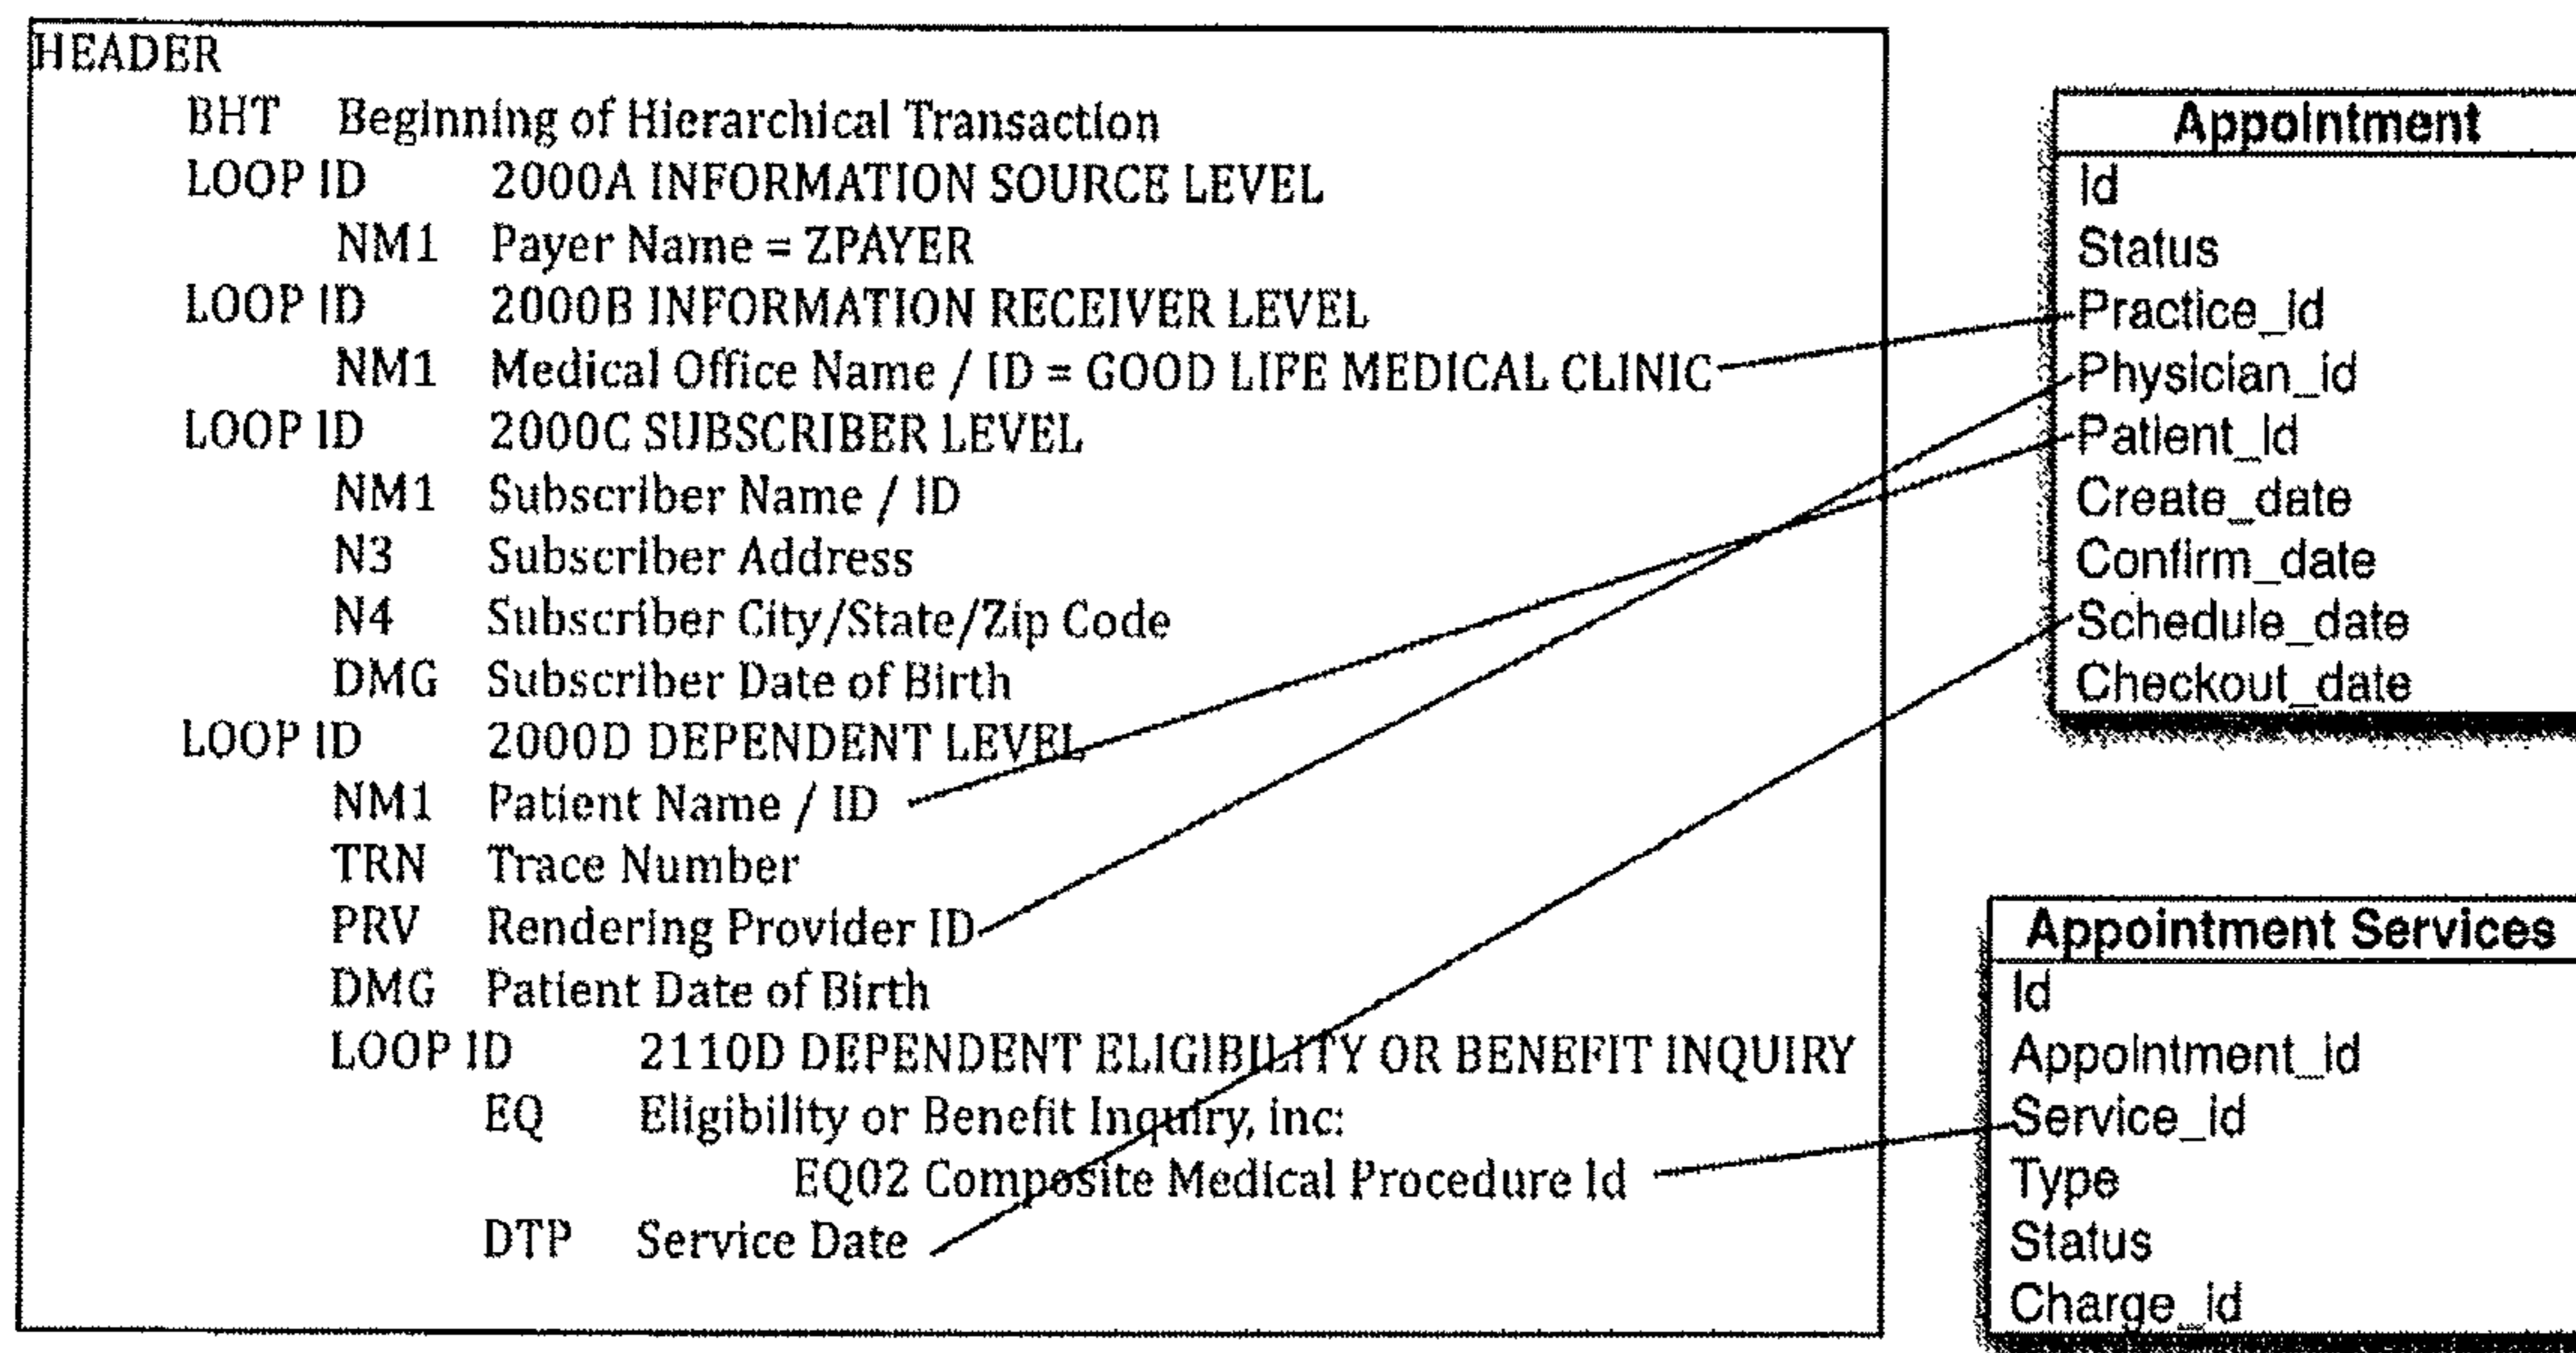 HEADER
BHT Beginning of Hierarchical Transaction
LOOP ID 2000A INFORMATION SOURCE LEVEL
NM1 Payer Name = ZPAYER
LOOP ID 2000B INFORMATION RECEIVER LEVEL
NM1 Medical Office Name / ID = GOOD LIFE MEDICAL CLINIC
LOOP ID 2000C SUBSCRIBER LEVEL
NM1 Subscriber Name / ID
N3 Subscriber Address
N4 Subscriber City/State/Zip Code
DMG Subscriber Date of Birth
LOOP ID 2000D DEPENDENT LEVEL
NM1 Patient Name / ID
TRN Trace Number
PRV Rendering Provider ID
DMG Patient Date of Birth
LOOP ID 2110D DEPENDENT ELIGIBILITY OR BENEFIT INQUIRY
EQ Eligibility or Benefit Inquiry, inc:
EQ02 Composite Medical Procedure Id
DTP Service Date
Appointment
Id
Status
Practice_id
Physician_id
Patient_id
Create_date
Confirm_date
Schedule_date
Checkout_date
Appointment Services
Id
Appointment_id
Service_id
Type
Status
Charge_id